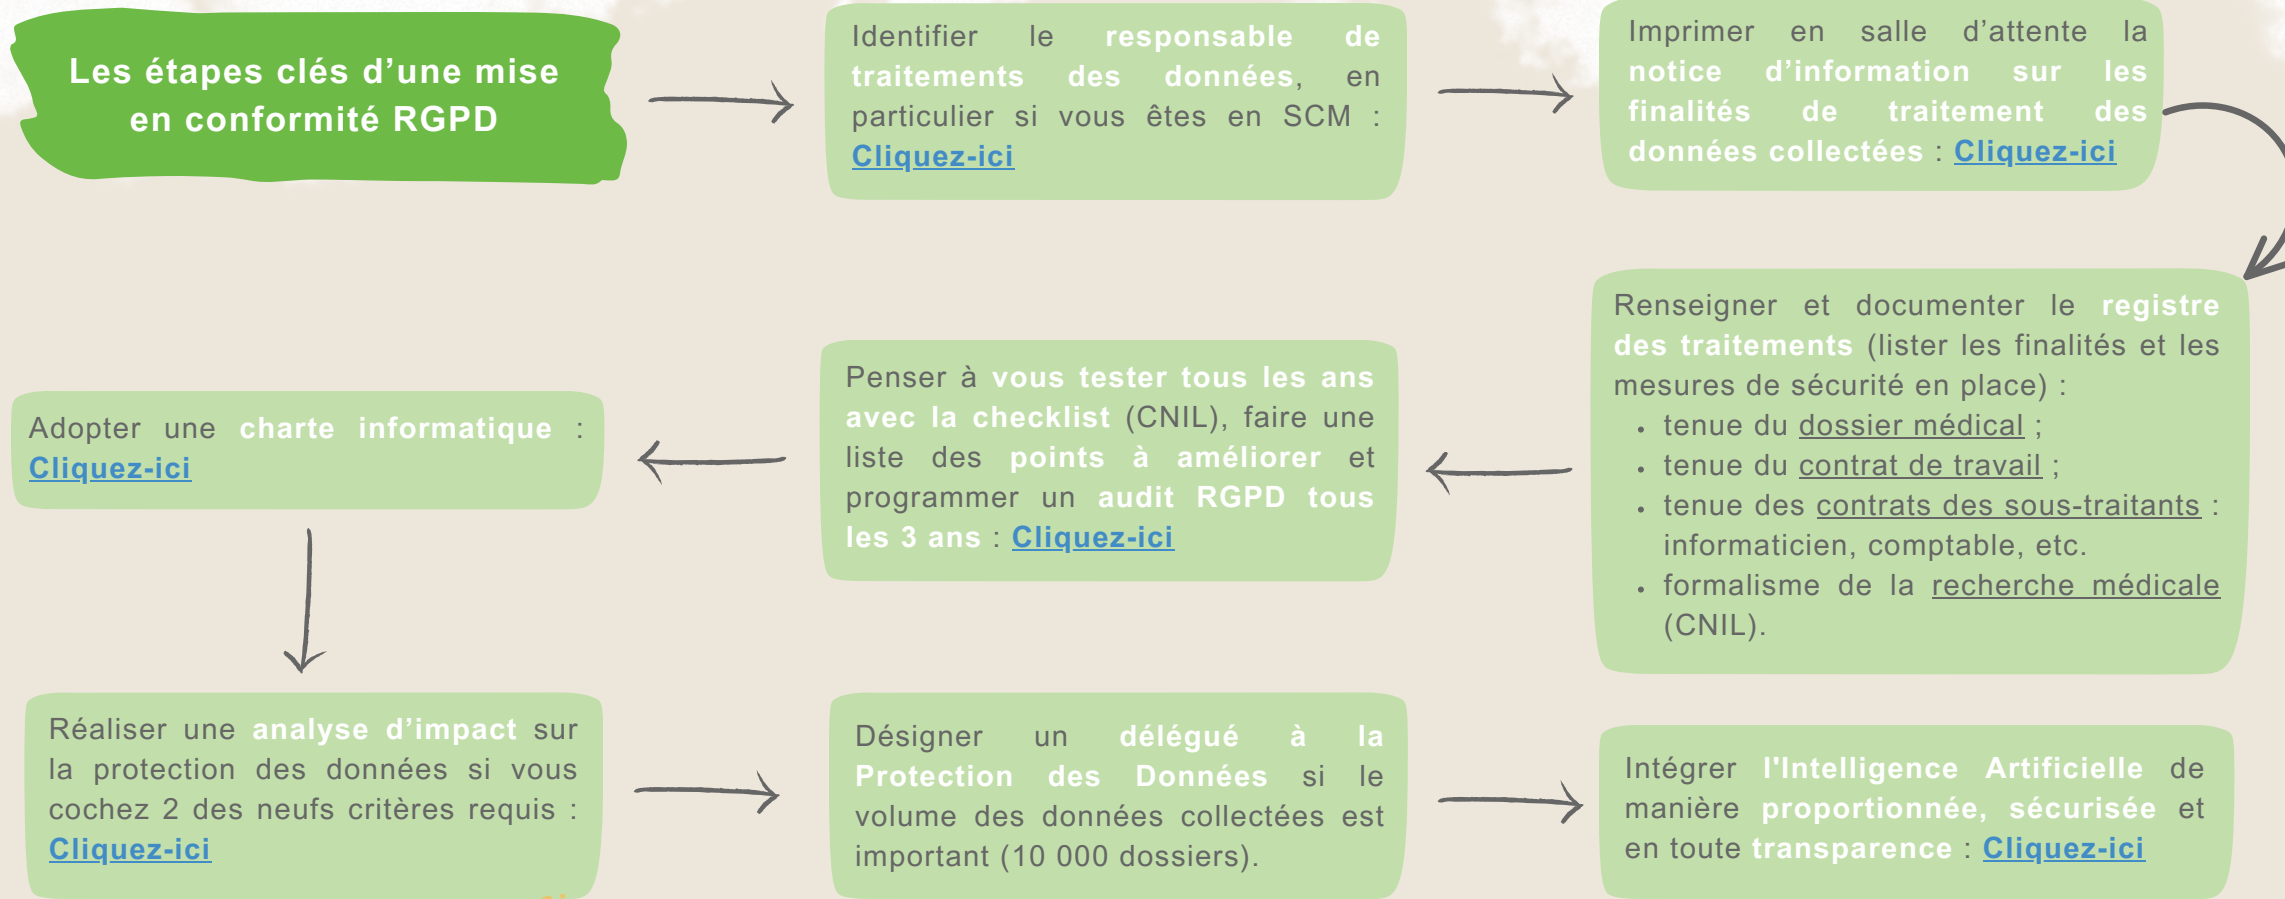 Les étapes clés d’une mise
en conformité RGPD
Identifier le responsable de
traitements des données, en
particulier si vous êtes en SCM :
Cliquez-ici
Imprimer en salle d’attente la
notice d’information sur les
finalités de traitement des
données collectées : Cliquez-ici
Renseigner et documenter le registre
des traitements (lister les finalités et les
mesures de sécurité en place) :
• tenue du dossier médical ;
• tenue du contrat de travail ;
• tenue des contrats des sous-traitants :
informaticien, comptable, etc.
• formalisme de la recherche médicale
(CNIL).
Penser à vous tester tous les ans
avec la checklist (CNIL), faire une
liste des points à améliorer et
programmer un audit RGPD tous
les 3 ans : Cliquez-ici
Adopter une charte informatique :
Cliquez-ici
Réaliser une analyse d’impact sur
la protection des données si vous
cochez 2 des neufs critères requis :
Cliquez-ici
Désigner un délégué à la
Protection des Données si le
volume des données collectées est
important (10 000 dossiers).
Intégrer l'Intelligence Artificielle de
manière proportionnée, sécurisée et
en toute transparence : Cliquez-ici